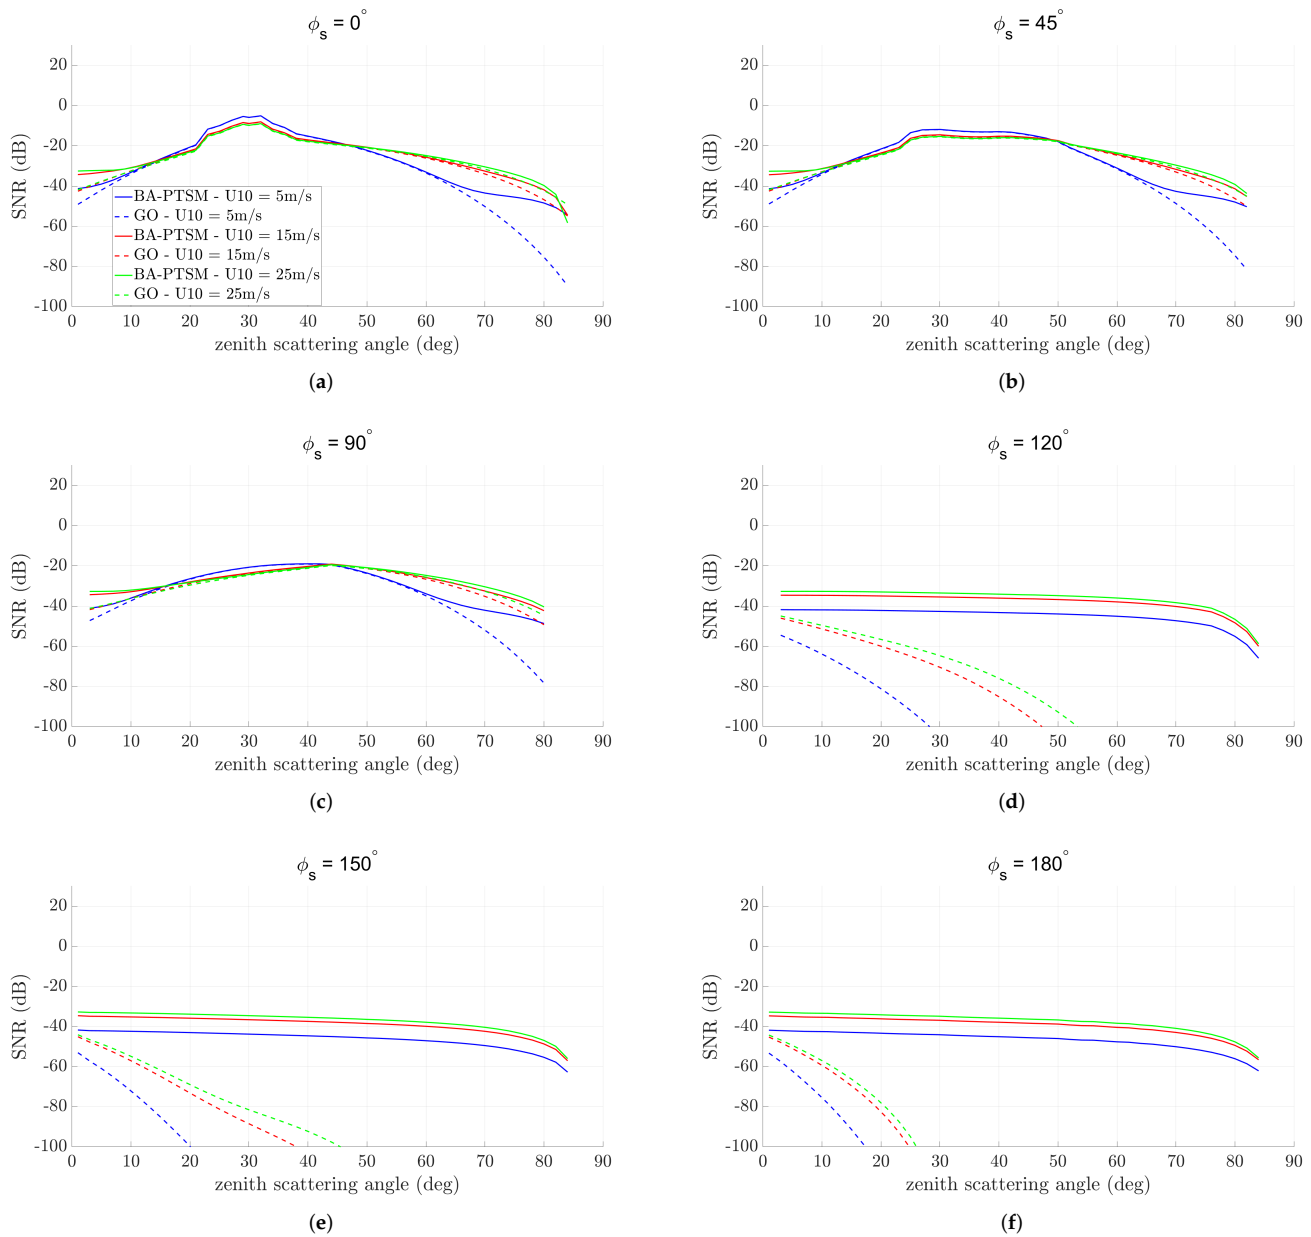 ϕs = 0°
SNR (dB)
20
0
-20
-40
-60
-80
-100
BA-PTSM - U10 = 5m/s
GO - U10 = 5m/s
BA-PTSM - U10 = 15m/s
GO - U10 = 15m/s
BA-PTSM - U10 = 25m/s
GO - U10 = 25m/s
0 10 20 30 40 50 60 70 80 90
zenith scattering angle (deg)
(a)
ϕs = 45°
SNR (dB)
20
0
-20
-40
-60
-80
-100
0 10 20 30 40 50 60 70 80 90
zenith scattering angle (deg)
(b)
ϕs = 90°
SNR (dB)
20
0
-20
-40
-60
-80
-100
0 10 20 30 40 50 60 70 80 90
zenith scattering angle (deg)
(c)
ϕs = 120°
SNR (dB)
20
0
-20
-40
-60
-80
-100
0 10 20 30 40 50 60 70 80 90
zenith scattering angle (deg)
(d)
ϕs = 150°
SNR (dB)
20
0
-20
-40
-60
-80
-100
0 10 20 30 40 50 60 70 80 90
zenith scattering angle (deg)
(e)
ϕs = 180°
SNR (dB)
20
0
-20
-40
-60
-80
-100
0 10 20 30 40 50 60 70 80 90
zenith scattering angle (deg)
(f)